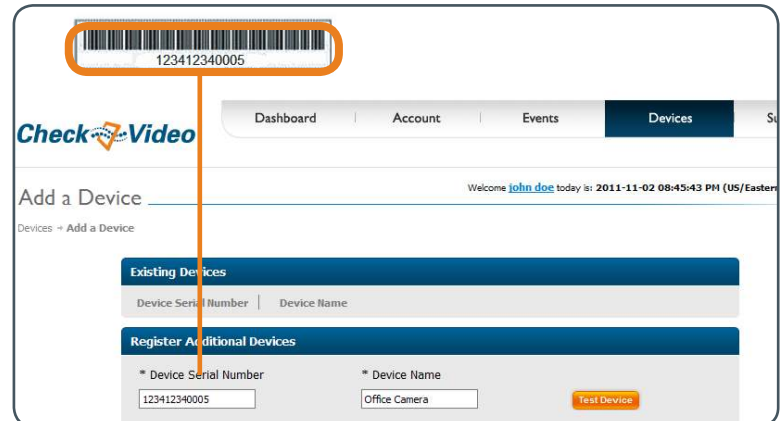 123412340005
Check Video
Dashboard Account Events Devices
Add a Device
Welcome john doe today is: 2011-11-02 08:45:43 PM (US/Eastern
Devices → Add a Device
Existing Devices
Device Serial Number Device Name
Register Additional Devices
* Device Serial Number * Device Name
123412340005 Office Camera Test Device